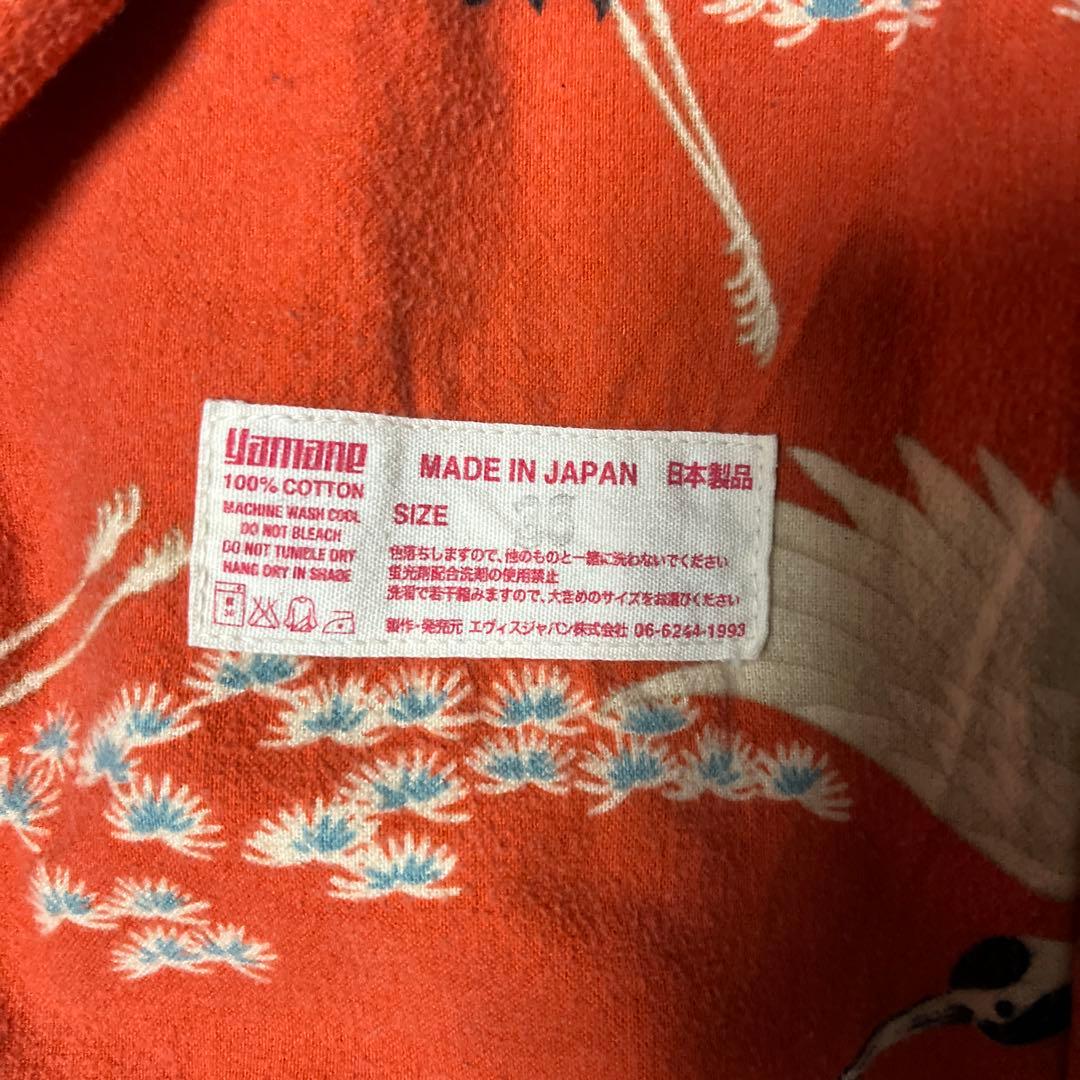 yamane
100% COTTON
MACHINE WASH COOL
DO NOT BLEACH
DO NOT TUMBLE DRY
HANG DRY IN SHADE
MADE IN JAPAN 日本製品
SIZE
色落ちしますので、他のものと一緒に洗わないでください
蛍光剤配合洗剤の使用禁止
洗濯で若干縮みますので、大きめのサイズをお選びください
製作・発売元 エヴィスジャパン株式会社 06-6244-1993